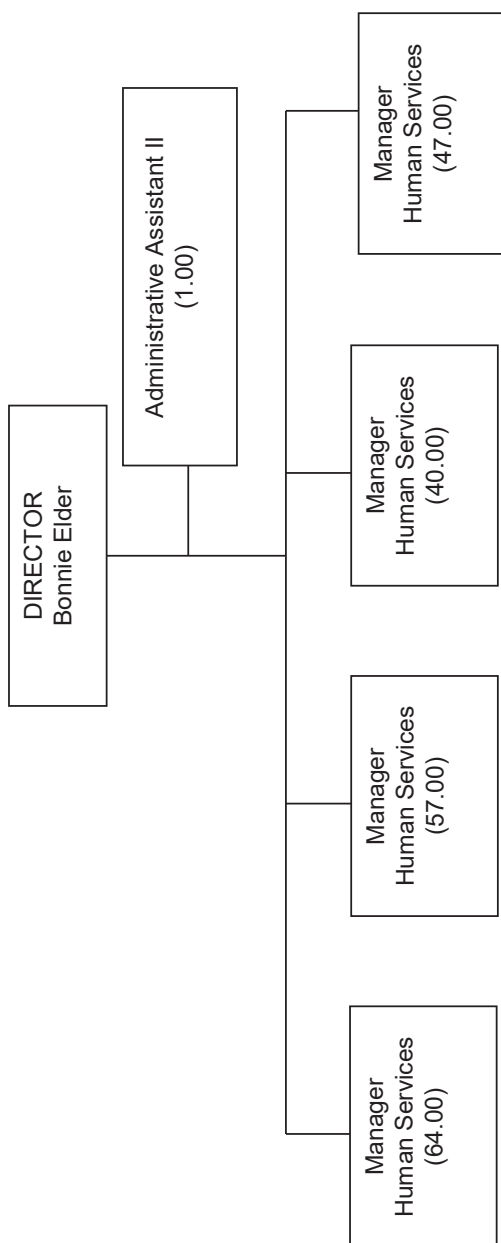 DIRECTOR
Bonnie Elder
Administrative Assistant II
(1.00)
Manager
Human Services
(64.00)
Manager
Human Services
(57.00)
Manager
Human Services
(40.00)
Manager
Human Services
(47.00)